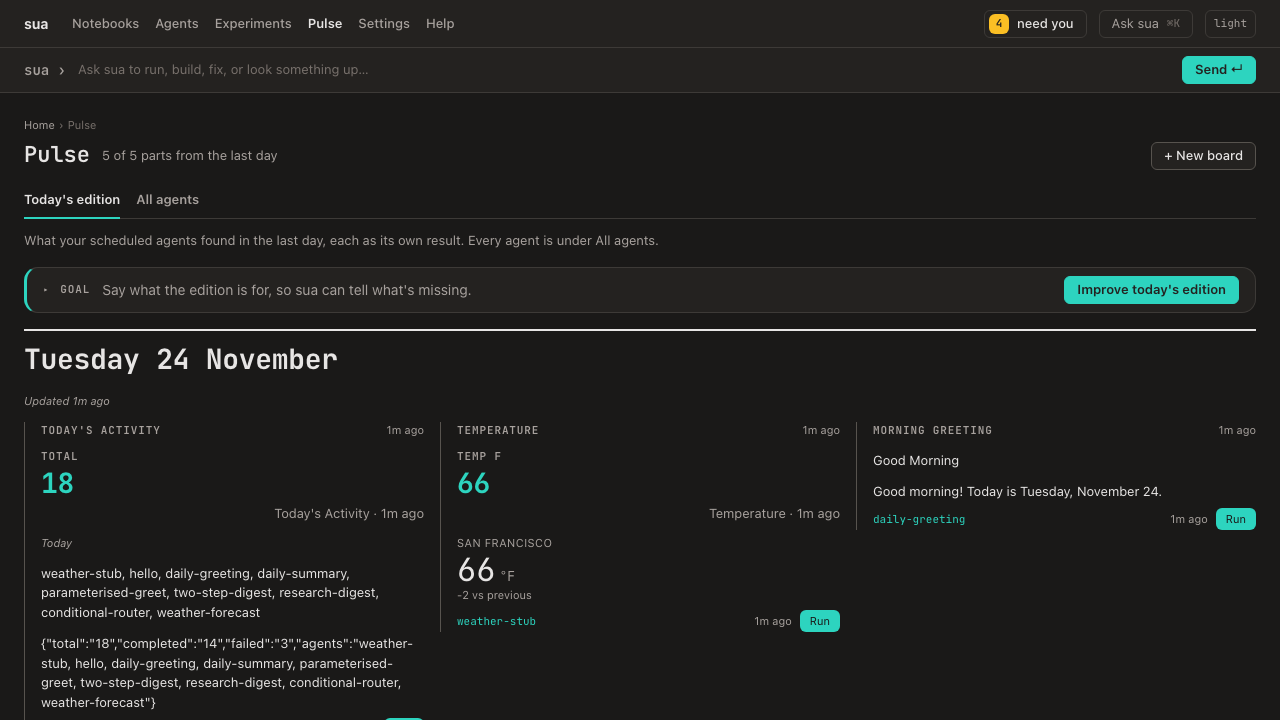 sua Notebooks Agents Experiments Pulse Settings Help 4 need you Ask sua ⌘K light
sua › Ask sua to run, build, fix, or look something up... Send ↵
Home › Pulse
Pulse 5 of 5 parts from the last day + New board
Today's edition All agents
What your scheduled agents found in the last day, each as its own result. Every agent is under All agents.
▸ GOAL Say what the edition is for, so sua can tell what's missing. Improve today's edition
Tuesday 24 November
Updated 1m ago
TODAY'S ACTIVITY 1m ago
TOTAL
18
Today's Activity · 1m ago
Today
weather-stub, hello, daily-greeting, daily-summary,
parameterised-greet, two-step-digest, research-digest,
conditional-router, weather-forecast
{"total":"18","completed":"14","failed":"3","agents":"weather-
stub, hello, daily-greeting, daily-summary, parameterised-
greet, two-step-digest, research-digest, conditional-router,
weather-forecast"}
TEMPERATURE 1m ago
TEMP F
66
Temperature · 1m ago
SAN FRANCISCO
66 °F
-2 vs previous
weather-stub 1m ago Run
MORNING GREETING 1m ago
Good Morning
Good morning! Today is Tuesday, November 24.
daily-greeting 1m ago Run